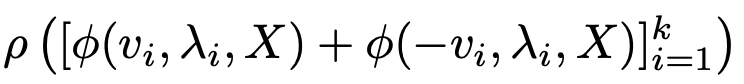 ρ ([ϕ(v_i, λ_i, X) + ϕ(−v_i, λ_i, X)]_{i=1}^k)